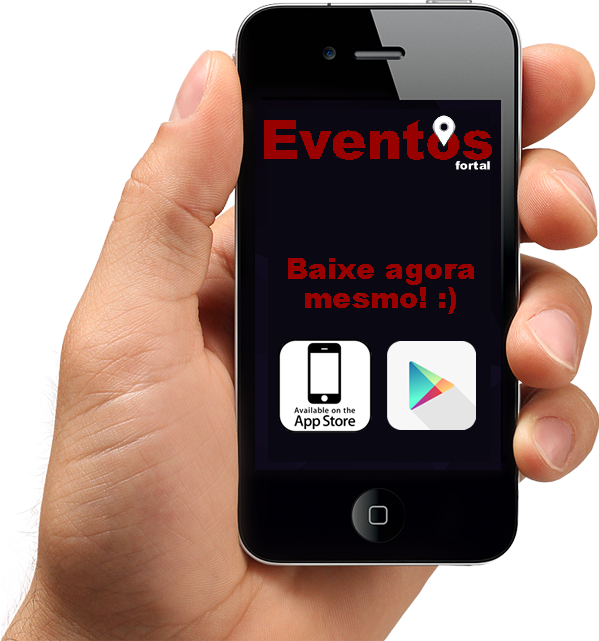 Eventos
fortal
Baixe agora
mesmo! :)
Available on the
App Store